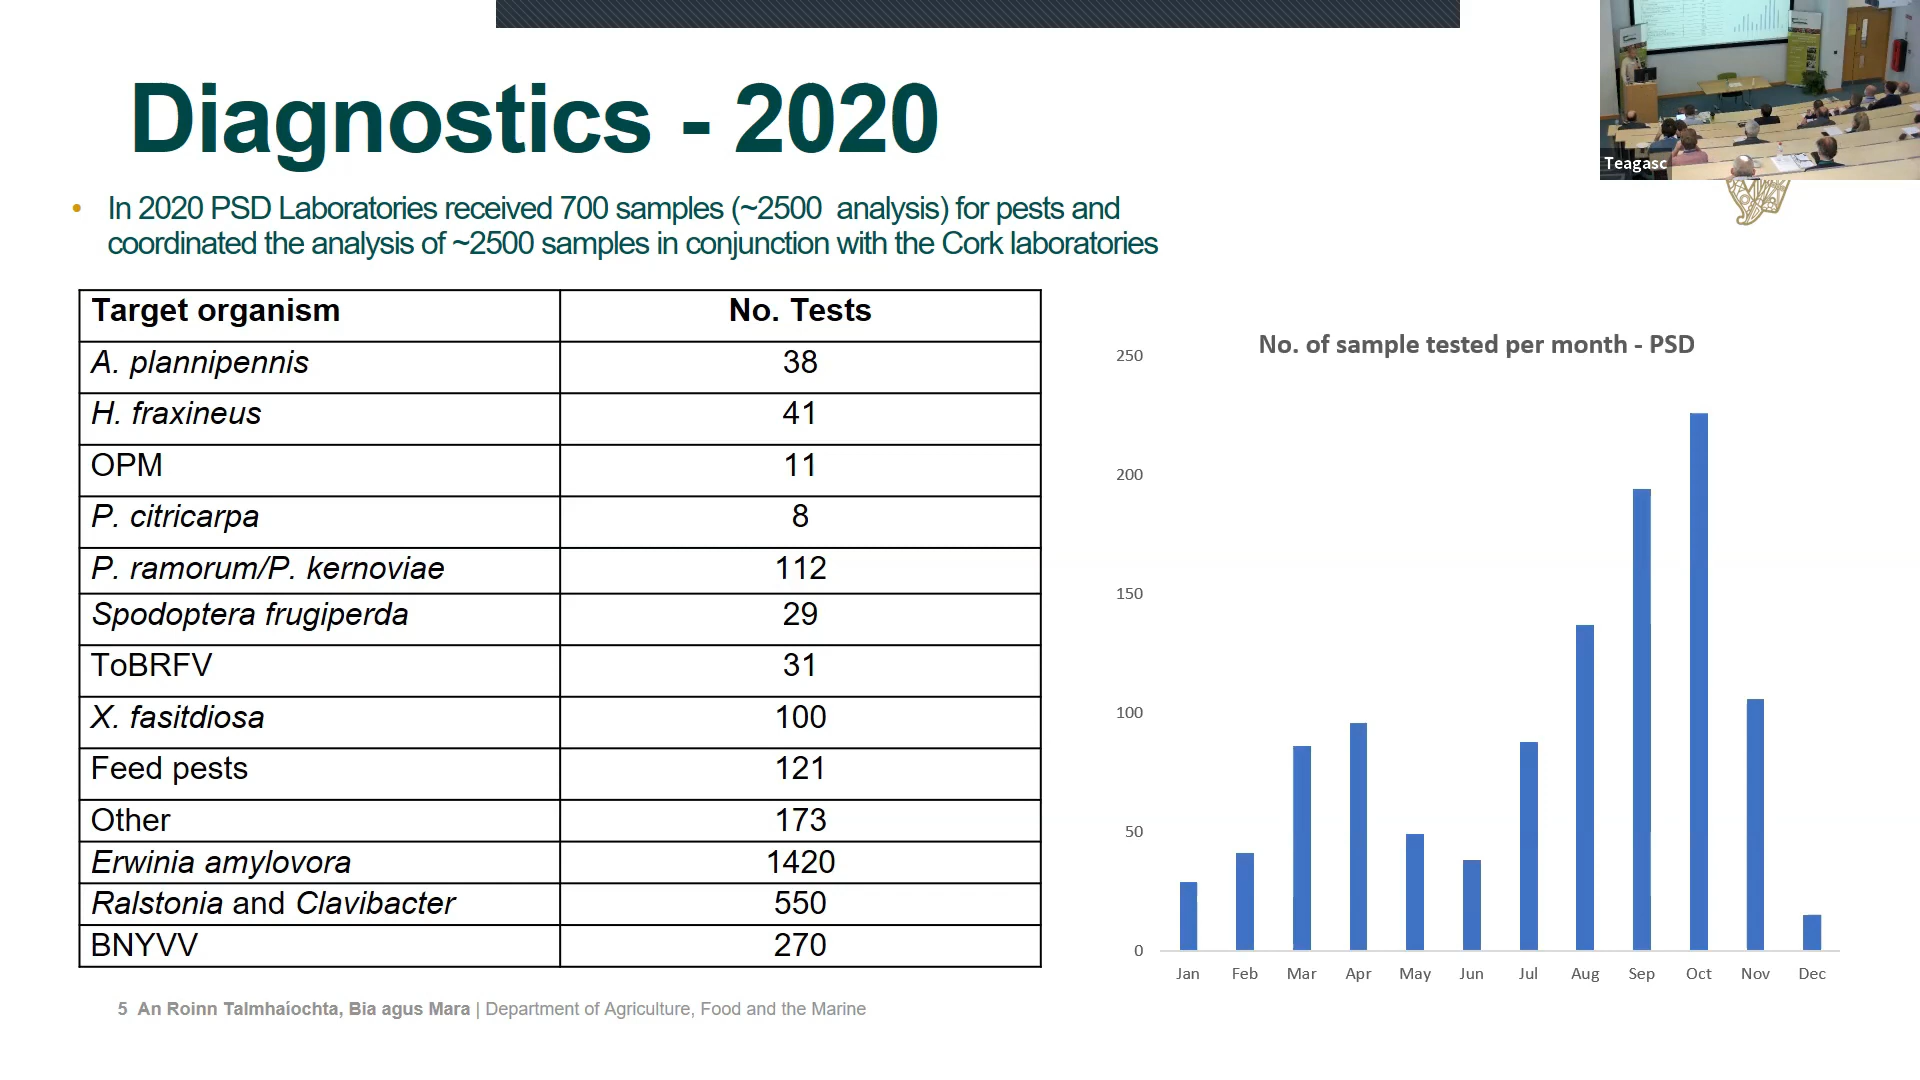 Diagnostics - 2020
Teagasc
• In 2020 PSD Laboratories received 700 samples (~2500 analysis) for pests and
coordinated the analysis of ~2500 samples in conjunction with the Cork laboratories
Target organism No. Tests
A. plannipennis 38
H. fraxineus 41
OPM 11
P. citricarpa 8
P. ramorum/P. kernoviae 112
Spodoptera frugiperda 29
ToBRFV 31
X. fasitdiosa 100
Feed pests 121
Other 173
Erwinia amylovora 1420
Ralstonia and Clavibacter 550
BNYVV 270
No. of sample tested per month - PSD
250
200
150
100
50
0
Jan Feb Mar Apr May Jun Jul Aug Sep Oct Nov Dec
5 An Roinn Talmhaíochta, Bia agus Mara | Department of Agriculture, Food and the Marine